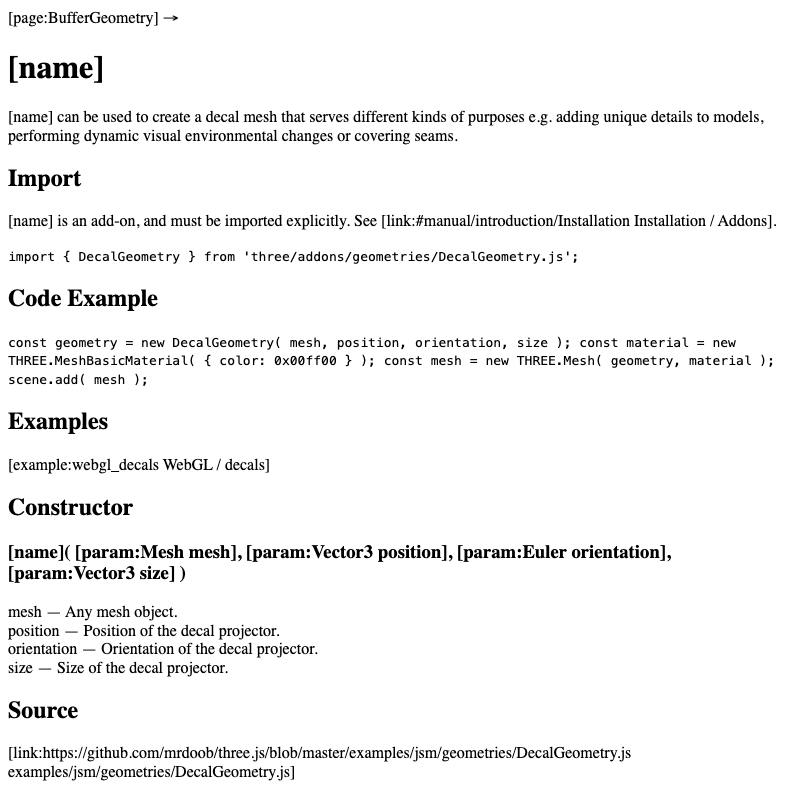 [page:BufferGeometry] →
[name]
[name] can be used to create a decal mesh that serves different kinds of purposes e.g. adding unique details to models,
performing dynamic visual environmental changes or covering seams.
Import
[name] is an add-on, and must be imported explicitly. See [link:#manual/introduction/Installation Installation / Addons].
import { DecalGeometry } from 'three/addons/geometries/DecalGeometry.js';
Code Example
const geometry = new DecalGeometry( mesh, position, orientation, size ); const material = new
THREE.MeshBasicMaterial( { color: 0x00ff00 } ); const mesh = new THREE.Mesh( geometry, material );
scene.add( mesh );
Examples
[example:webgl_decals WebGL / decals]
Constructor
[name]( [param:Mesh mesh], [param:Vector3 position], [param:Euler orientation],
[param:Vector3 size] )
mesh — Any mesh object.
position — Position of the decal projector.
orientation — Orientation of the decal projector.
size — Size of the decal projector.
Source
[link:https://github.com/mrdoob/three.js/blob/master/examples/jsm/geometries/DecalGeometry.js
examples/jsm/geometries/DecalGeometry.js]